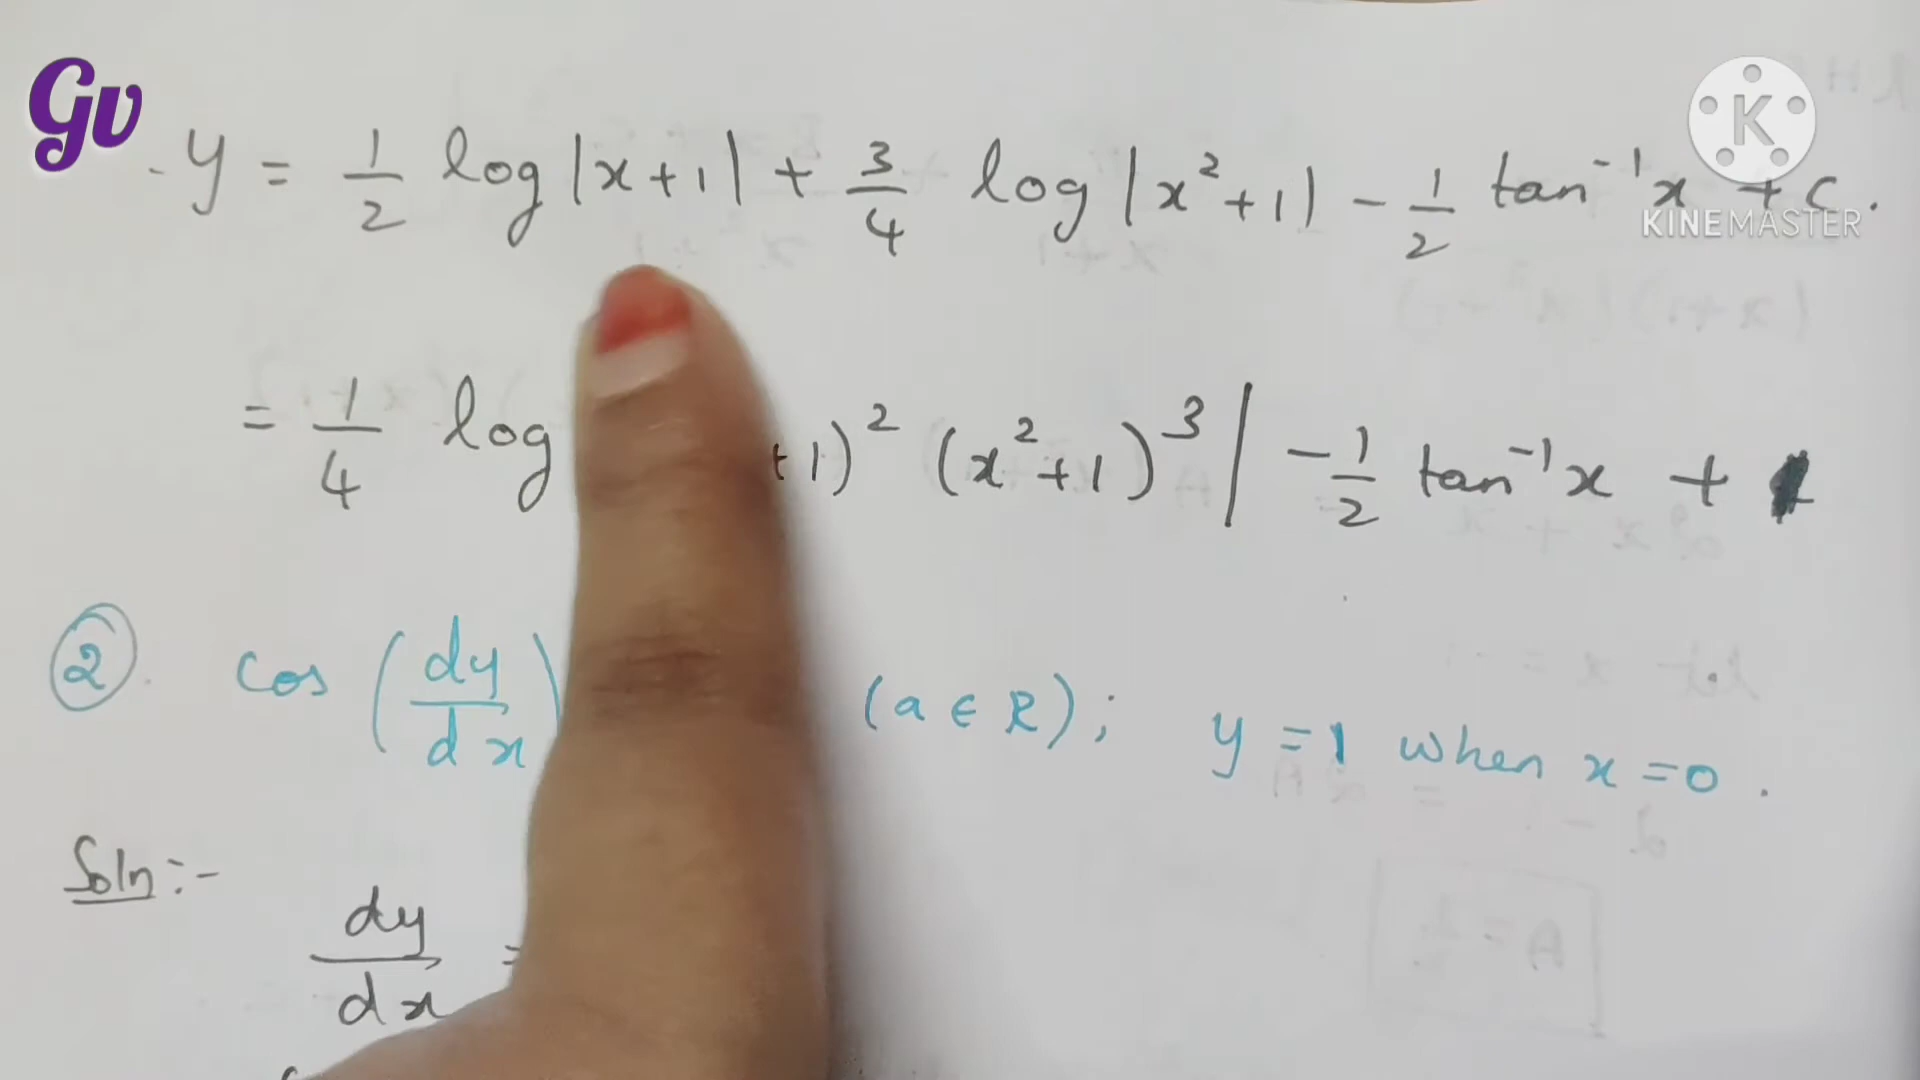 Gv
K
KINEMASTER
y = 1/2 log|x+1| + 3/4 log|x²+1| - 1/2 tan⁻¹x + c.
= 1/4 log +1)² (x²+1)³| - 1/2 tan⁻¹x +
② . cos (dy/dx) (a ∈ R); y = 1 when x = 0 .
Soln:-
dy/dx =